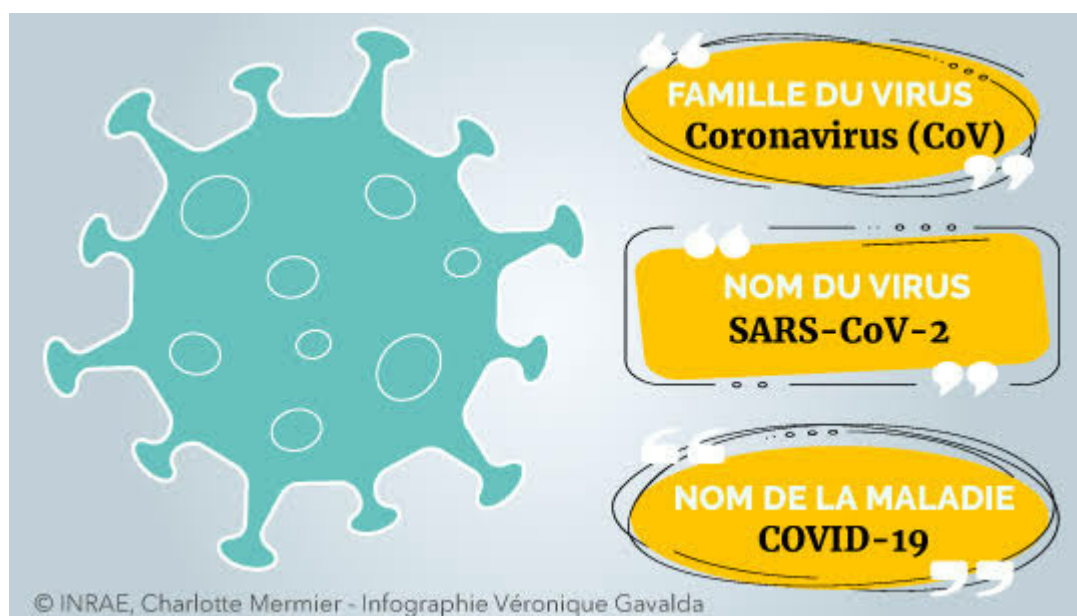 FAMILLE DU VIRUS
Coronavirus (CoV)
NOM DU VIRUS
SARS-CoV-2
NOM DE LA MALADIE
COVID-19
© INRAE, Charlotte Mermier - Infographie Véronique Gavalda